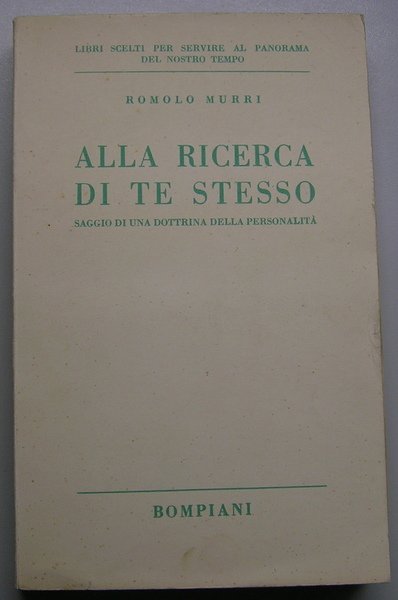 LIBRI SCELTI PER SERVIRE AL PANORAMA
DEL NOSTRO TEMPO
ROMOLO MURRI
ALLA RICERCA
DI TE STESSO
SAGGIO DI UNA DOTTRINA DELLA PERSONALITÀ
BOMPIANI